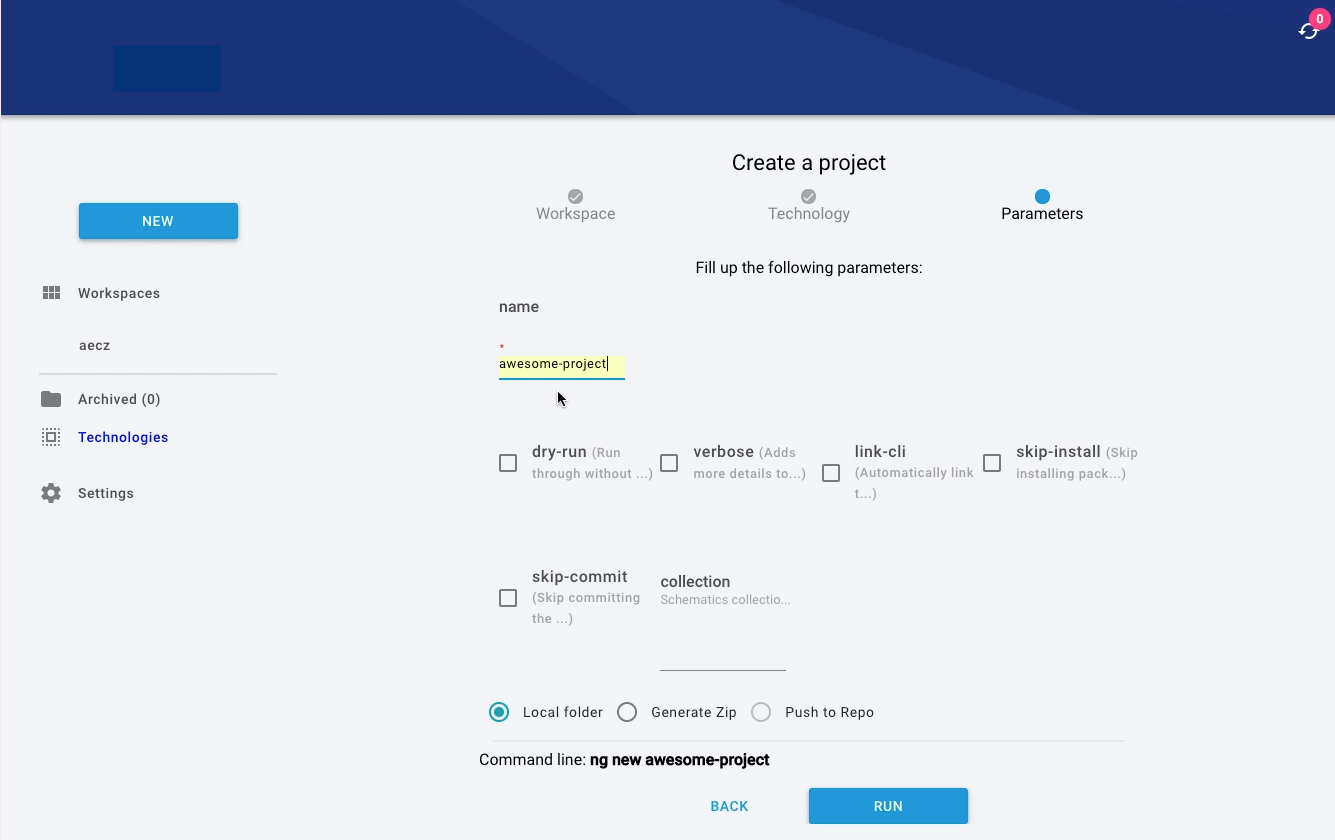 0
Create a project
Workspace
Technology
Parameters
NEW
Workspaces
aecz
Archived (0)
Technologies
Settings
Fill up the following parameters:
name
*
awesome-project
dry-run (Run
through without ...)
verbose (Adds
more details to...)
link-cli
(Automatically link
t...)
skip-install (Skip
installing pack...)
skip-commit
(Skip committing
the ...)
collection
Schematics collectio...
Local folder
Generate Zip
Push to Repo
Command line: ng new awesome-project
BACK
RUN